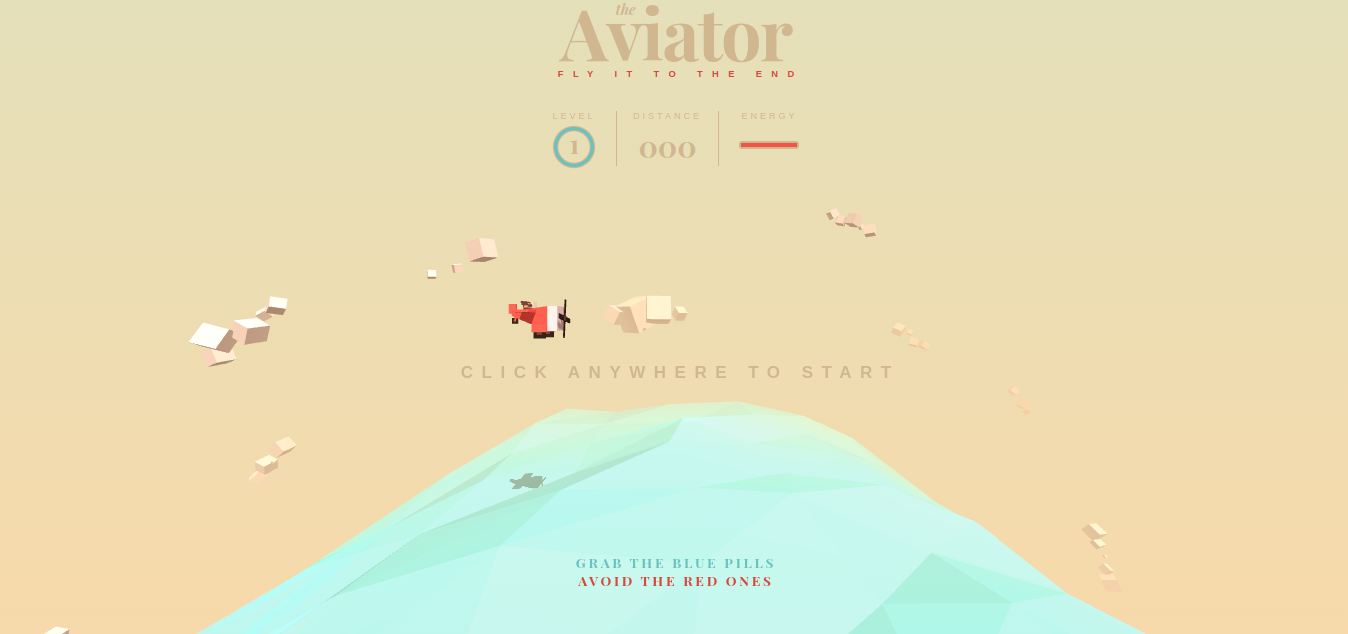 the
Aviator
FLY IT TO THE END
LEVEL DISTANCE ENERGY
1 000
CLICK ANYWHERE TO START
GRAB THE BLUE PILLS
AVOID THE RED ONES